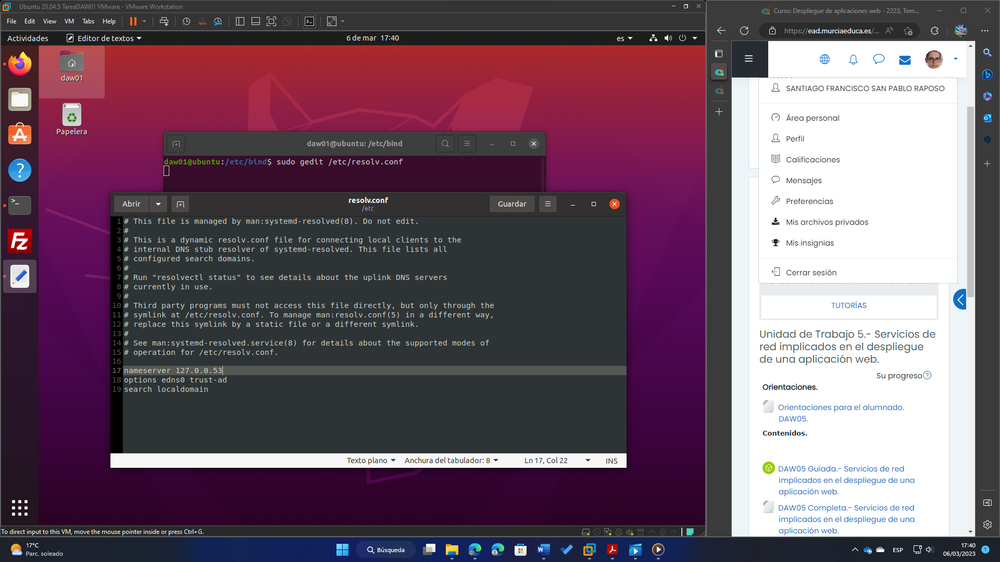 Ubuntu 20.04.5 TareaDAW01 VMware - VMware Workstation
File Edit View VM Tabs Help
Actividades
Editor de textos
6 de mar 17:40
es
daw01
Papelera
daw01@ubuntu: /etc/bind
daw01@ubuntu:/etc/bind$ sudo gedit /etc/resolv.conf
Abrir
resolv.conf
/etc
Guardar
1 # This file is managed by man:systemd-resolved(8). Do not edit.
2 #
3 # This is a dynamic resolv.conf file for connecting local clients to the
4 # internal DNS stub resolver of systemd-resolved. This file lists all
5 # configured search domains.
6 #
7 # Run "resolvectl status" to see details about the uplink DNS servers
8 # currently in use.
9 #
10 # Third party programs must not access this file directly, but only through the
11 # symlink at /etc/resolv.conf. To manage man:resolv.conf(5) in a different way,
12 # replace this symlink by a static file or a different symlink.
13 #
14 # See man:systemd-resolved.service(8) for details about the supported modes of
15 # operation for /etc/resolv.conf.
16
17 nameserver 127.0.0.53
18 options edns0 trust-ad
19 search localdomain
Texto plano
Anchura del tabulador: 8
Ln 17, Col 22
INS
To direct input to this VM, move the mouse pointer inside or press Ctrl+G.
Curso: Despliegue de aplicaciones web - 2223, Tem...
https://ead.murciaeduca.es/...
SANTIAGO FRANCISCO SAN PABLO RAPOSO
Área personal
Perfil
Calificaciones
Mensajes
Preferencias
Mis archivos privados
Mis insignias
Cerrar sesión
TUTORÍAS
Unidad de Trabajo 5.- Servicios de
red implicados en el despliegue
de una aplicación web.
Su progreso
Orientaciones.
Orientaciones para el alumnado.
DAW05.
Contenidos.
DAW05 Guiada.- Servicios de red
implicados en el despliegue de una
aplicación web.
DAW05 Completa.- Servicios de red
implicados en el despliegue de una
aplicación web.
17°C
Parc. soleado
Búsqueda
ESP
17:40
06/03/2023
1